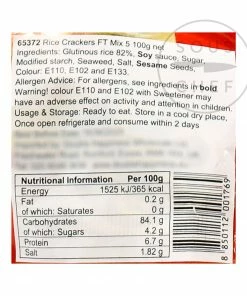 65372 Rice Crackers FT Mix 5 100g net
Ingredients: Glutinous rice 82%, Soy sauce, Sugar,
Modified starch, Seaweed, Salt, Sesame Seeds,
Colour: E110, E102 and E133.
Allergen Advice: For allergens, see ingredients in bold.
Warning! colour E110 and E102 with Sweetener may
have an adverse effect on activity and attention in children.
Usage & Storage: Ready to eat. Store in a cool dry place,
Once open refrigerate and consume within 2 days
Nutritional information Per 100g
Energy 1525 kJ/365 kcal
Fat 0.2 g
of which: Saturates 0 g
Carbohydrates 84.1 g
of which: Sugars 4.2 g
Protein 6.7 g
Salt 1.82 g
8 850112 001769